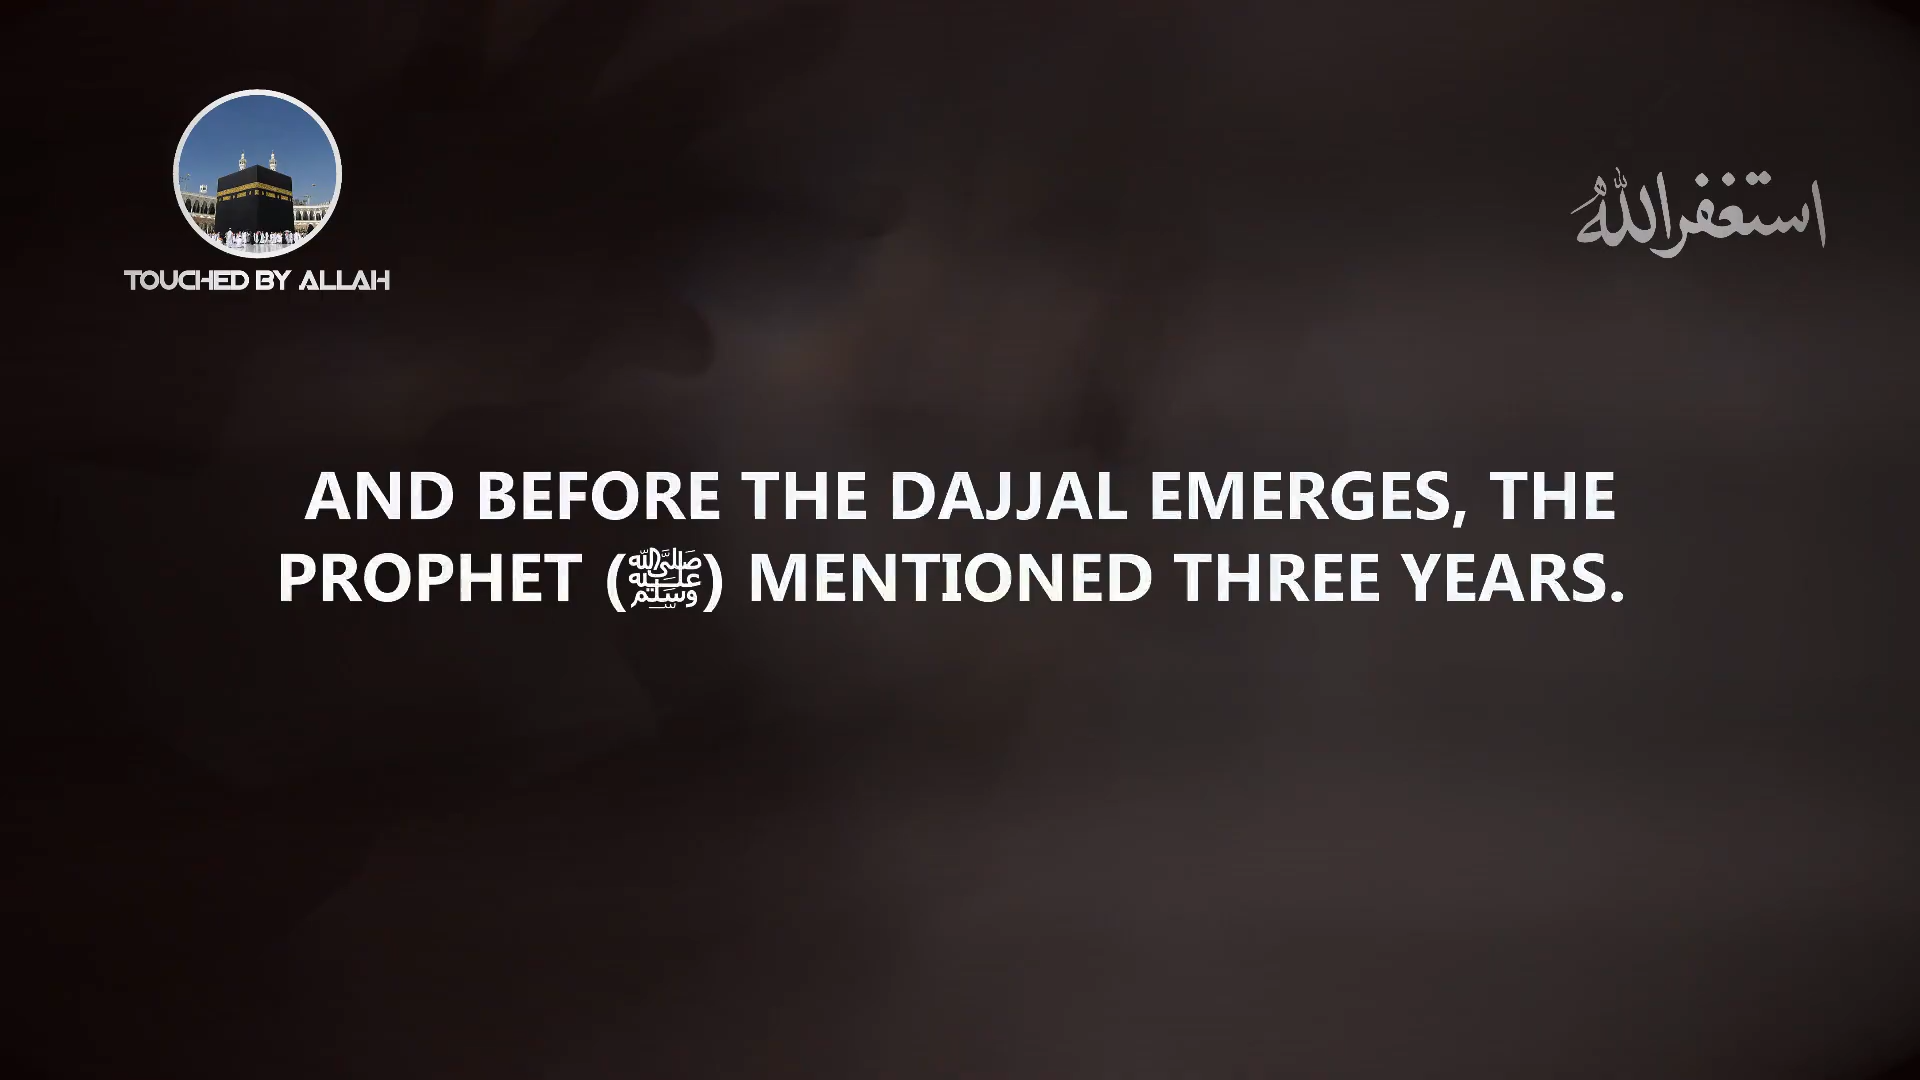 TOUCHED BY ALLAH
استغفرالله
AND BEFORE THE DAJJAL EMERGES, THE
PROPHET (ﷺ) MENTIONED THREE YEARS.